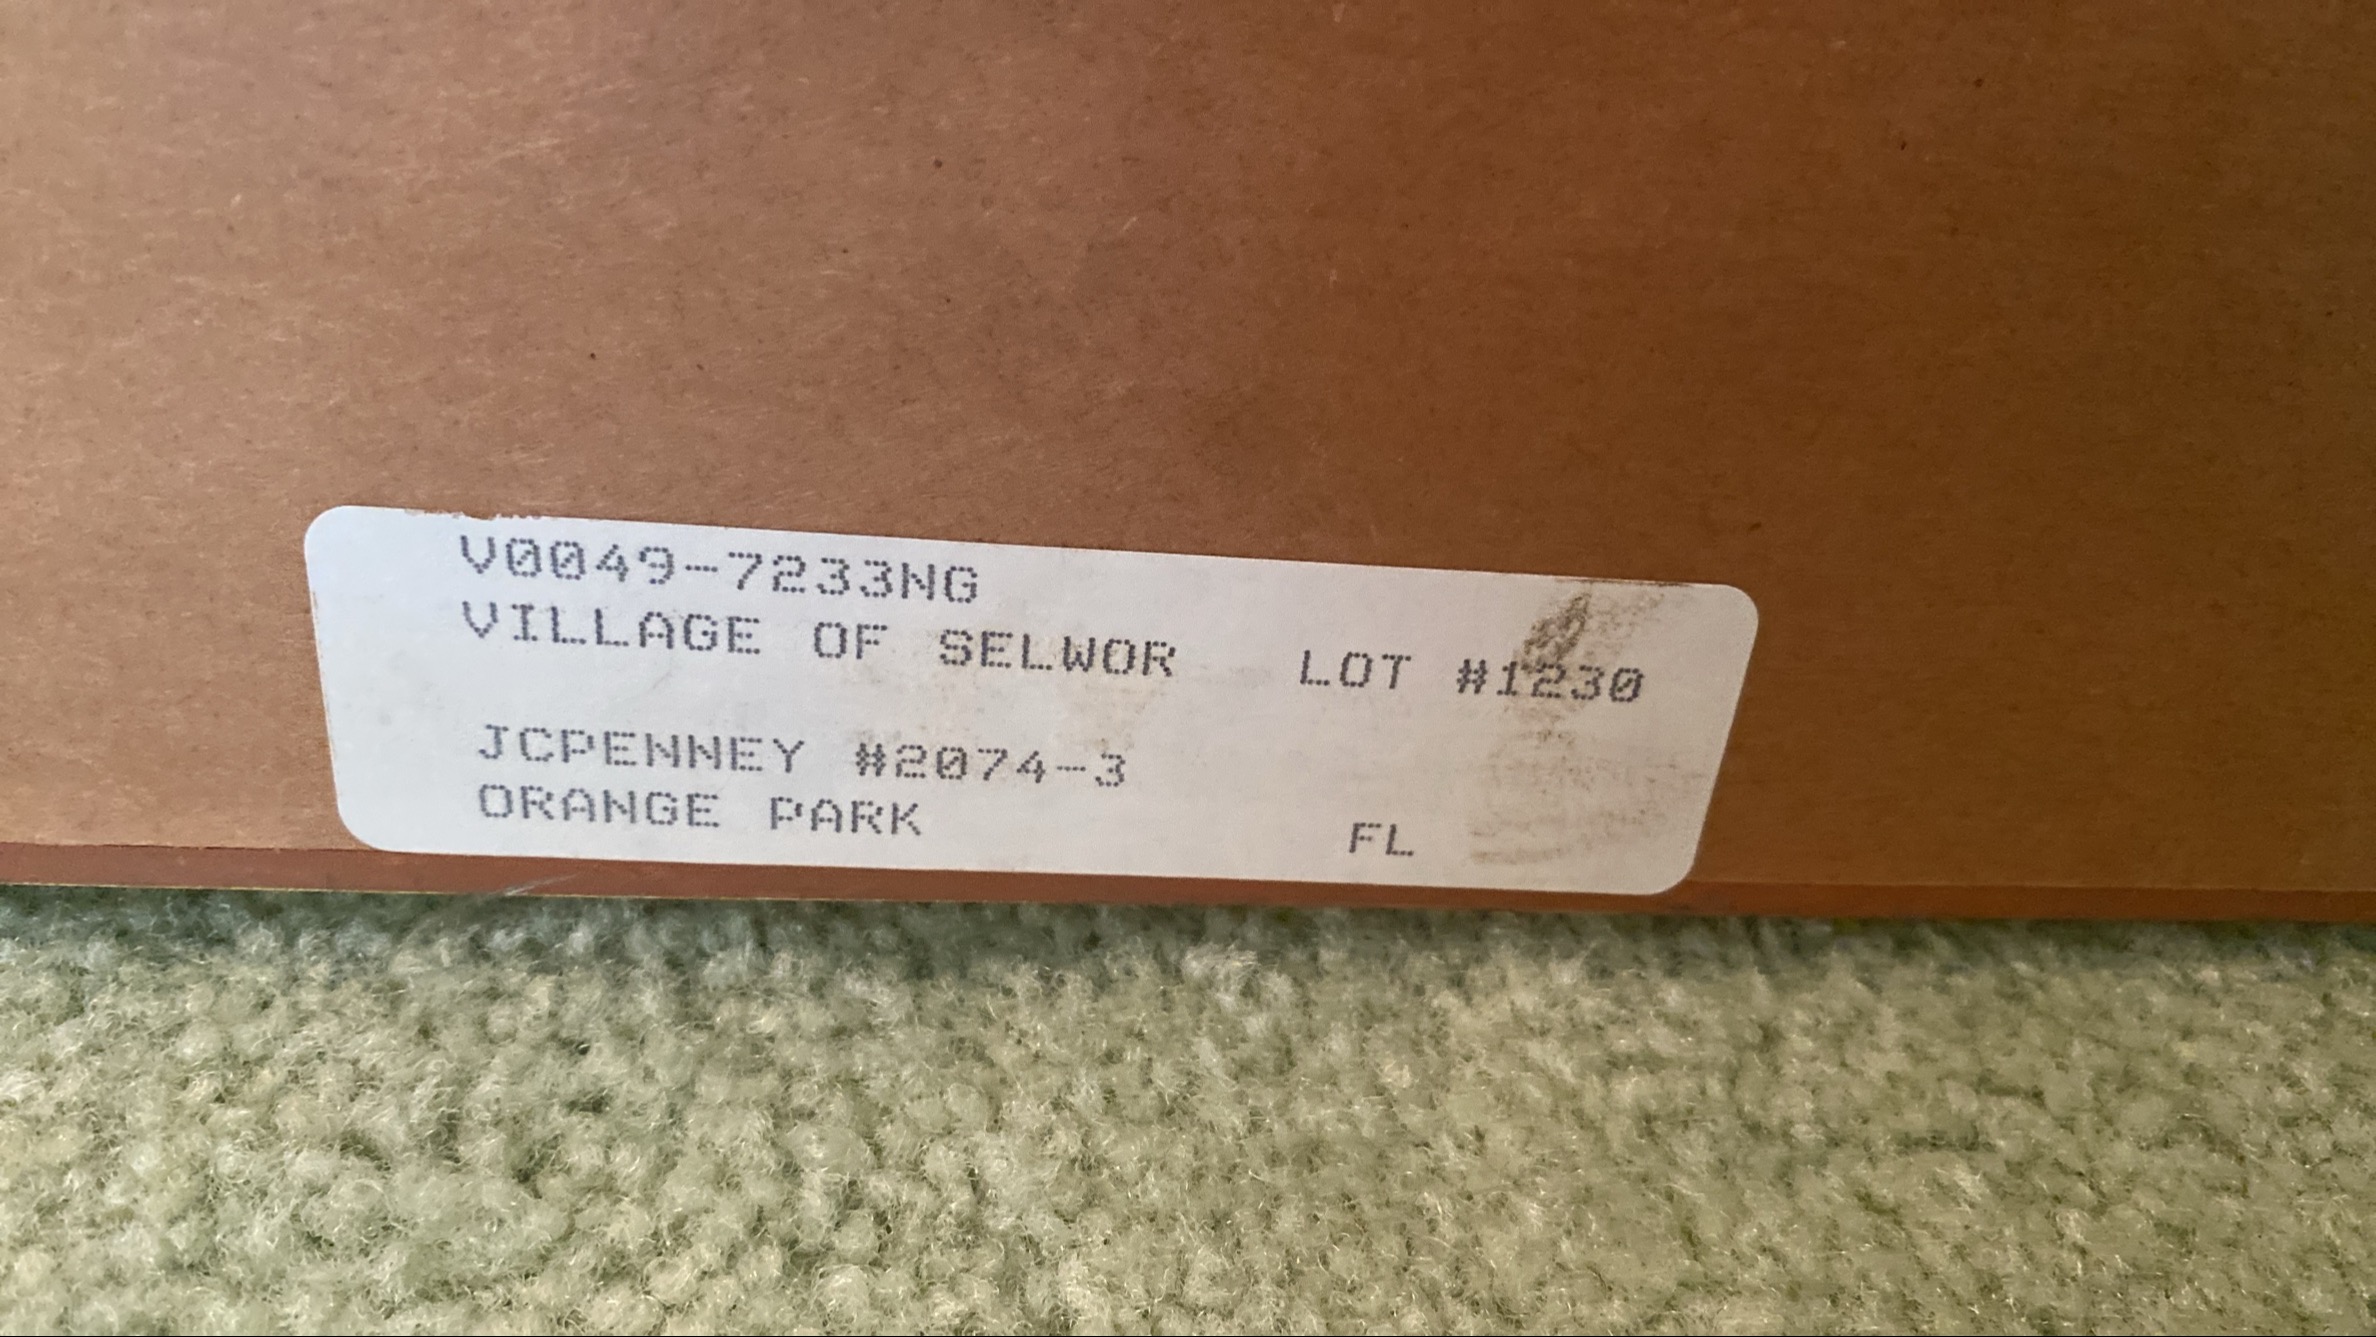 V0049-7233NG
VILLAGE OF SELWOR LOT #1230
JCPENNEY #2074-3
ORANGE PARK FL